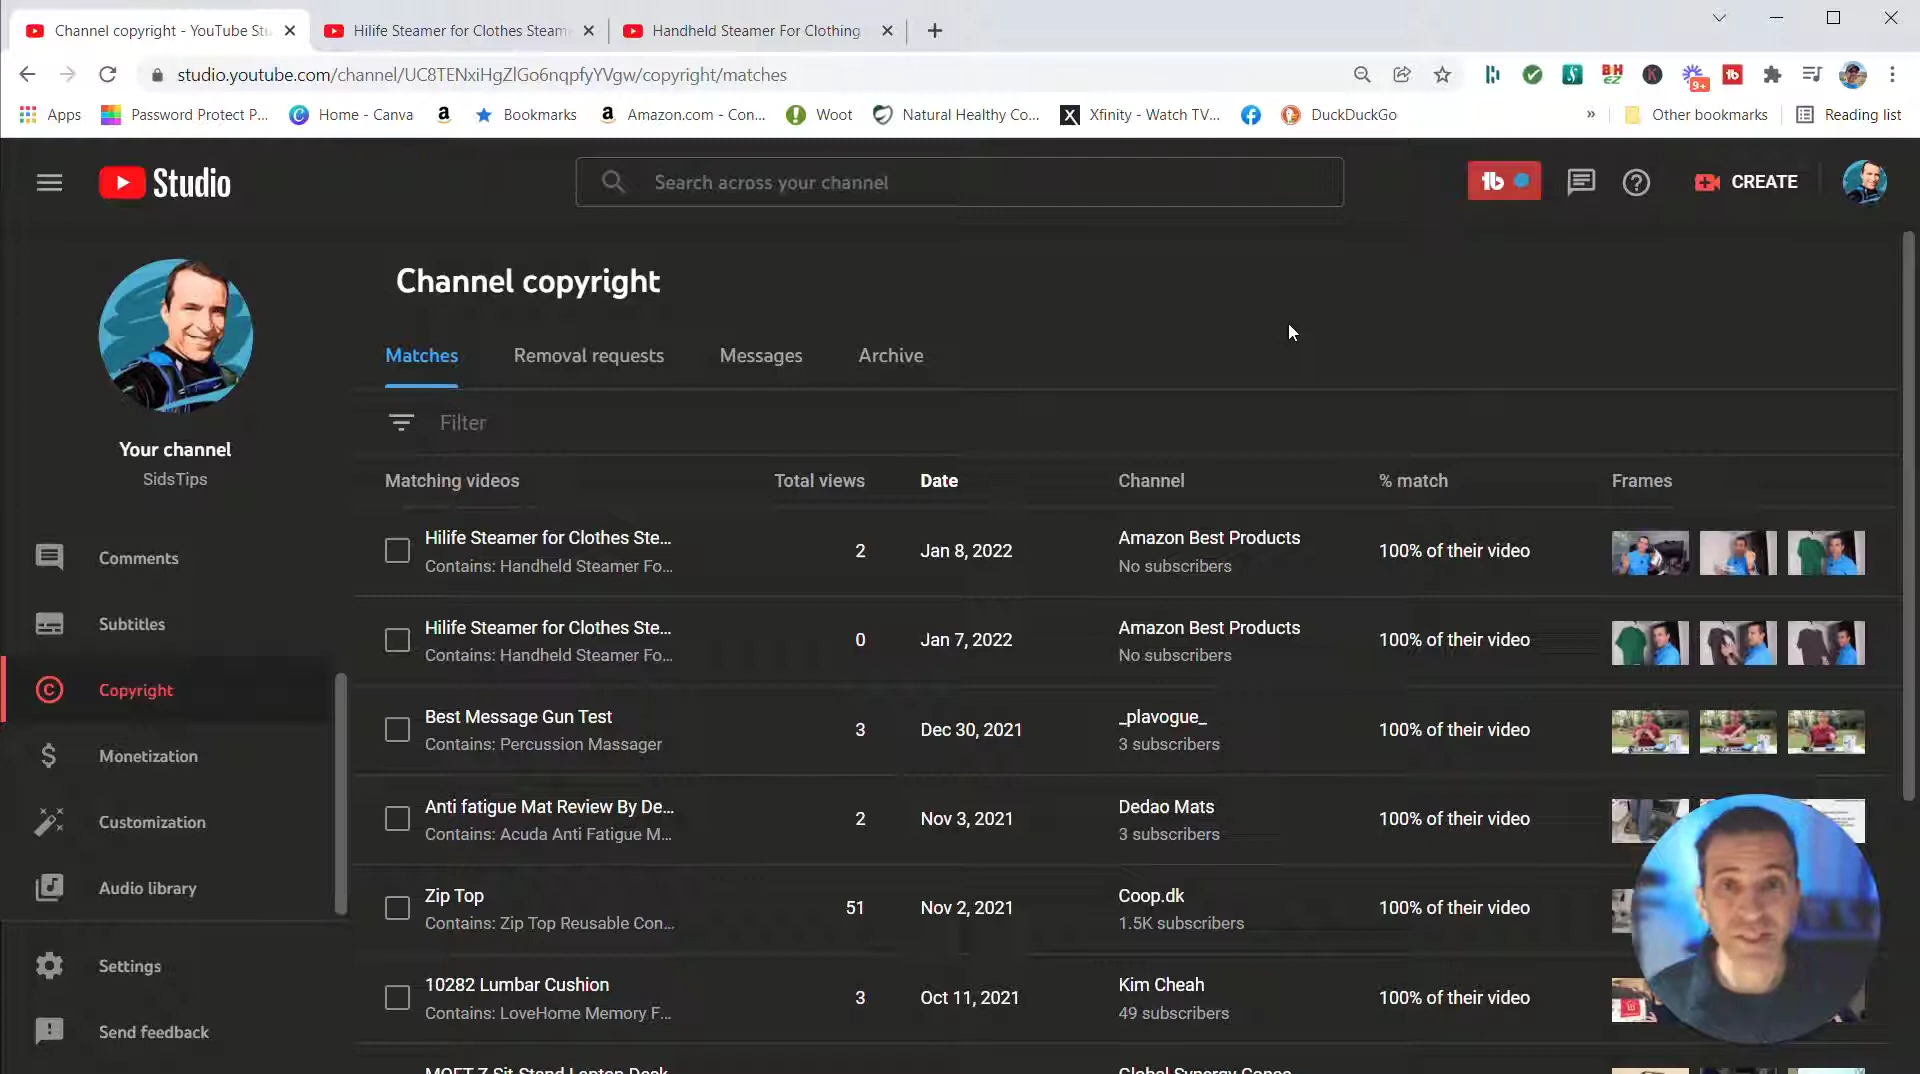 Channel copyright - YouTube Stu
Hilife Steamer for Clothes Steam
Handheld Steamer For Clothing
studio.youtube.com/channel/UC8TENxiHgZlGo6nqpfyYVgw/copyright/matches
9+
Apps
Password Protect P...
Home - Canva
Bookmarks
Amazon.com - Con...
Woot
Natural Healthy Co...
Xfinity - Watch TV...
DuckDuckGo
»
Other bookmarks
Reading list
Studio
Search across your channel
tb
CREATE
Channel copyright
Matches
Removal requests
Messages
Archive
Filter
Your channel
SidsTips
Comments
Subtitles
Copyright
Monetization
Customization
Audio library
Settings
Send feedback
Matching videos Total views Date Channel % match Frames
Hilife Steamer for Clothes Ste... 2 Jan 8, 2022 Amazon Best Products 100% of their video
Contains: Handheld Steamer Fo... No subscribers
Hilife Steamer for Clothes Ste... 0 Jan 7, 2022 Amazon Best Products 100% of their video
Contains: Handheld Steamer Fo... No subscribers
Best Message Gun Test 3 Dec 30, 2021 _plavogue_ 100% of their video
Contains: Percussion Massager 3 subscribers
Anti fatigue Mat Review By De... 2 Nov 3, 2021 Dedao Mats 100% of their video
Contains: Acuda Anti Fatigue M... 3 subscribers
Zip Top 51 Nov 2, 2021 Coop.dk 100% of their video
Contains: Zip Top Reusable Con... 1.5K subscribers
10282 Lumbar Cushion 3 Oct 11, 2021 Kim Cheah 100% of their video
Contains: LoveHome Memory F... 49 subscribers